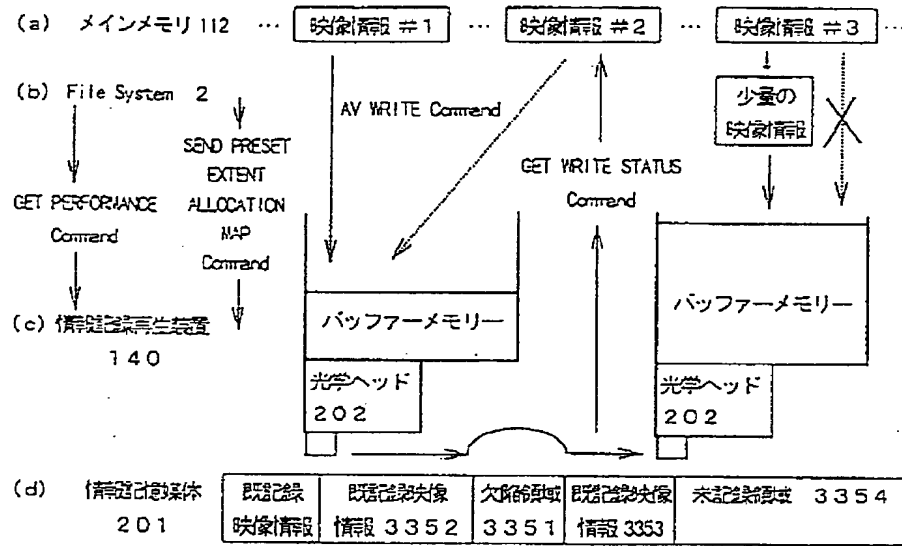 (a) メインメモリ 112 … 映像情報 #1 … 映像情報 #2 … 映像情報 #3 …
(b) File System 2
AV WRITE Command
少量の
映像情報
SEND PRESET
EXTENT
ALLOCATION
MAP
Command
GET PERFORMANCE
Command
GET WRITE STATUS
Command
(c) 情報記録再生装置
140
バッファーメモリー
光学ヘッド
202
バッファーメモリー
光学ヘッド
202
(d) 情報記憶媒体
201
既記録
映像情報
既記録映像
情報 3352
欠陥領域
3351
既記録映像
情報 3353
未記録領域 3354